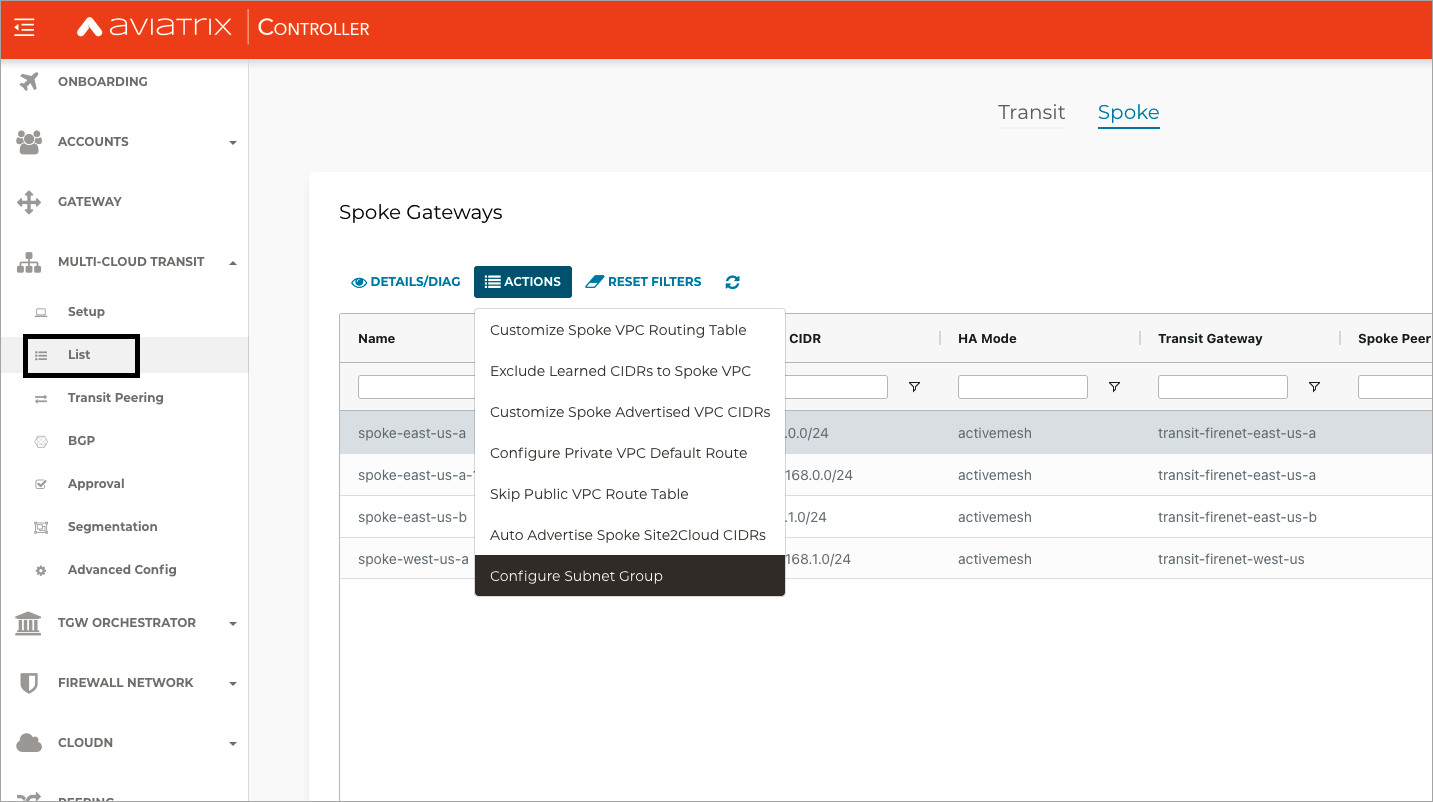 aviatrix CONTROLLER
ONBOARDING
ACCOUNTS
GATEWAY
MULTI-CLOUD TRANSIT
Setup
List
Transit Peering
BGP
Approval
Segmentation
Advanced Config
TGW ORCHESTRATOR
FIREWALL NETWORK
CLOUDN
PEERING
Transit Spoke
Spoke Gateways
DETAILS/DIAG ACTIONS RESET FILTERS
Customize Spoke VPC Routing Table
Exclude Learned CIDRs to Spoke VPC
Customize Spoke Advertised VPC CIDRs
Configure Private VPC Default Route
Skip Public VPC Route Table
Auto Advertise Spoke Site2Cloud CIDRs
Configure Subnet Group
Name CIDR HA Mode Transit Gateway Spoke Peer
spoke-east-us-a .0.0/24 activemesh transit-firenet-east-us-a
spoke-east-us-a- 168.0.0/24 activemesh transit-firenet-east-us-a
spoke-east-us-b .1.0/24 activemesh transit-firenet-east-us-b
spoke-west-us-a 168.1.0/24 activemesh transit-firenet-west-us